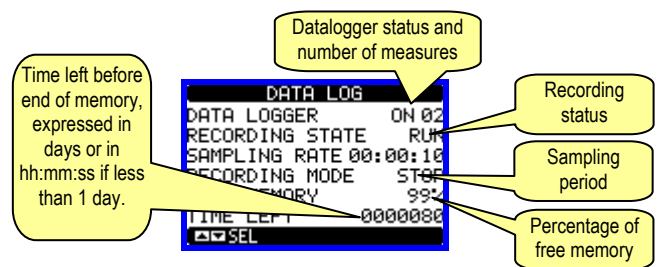 Datalogger status and
number of measures
Time left before
end of memory,
expressed in
days or in
hh:mm:ss if less
than 1 day.
DATA LOG
DATA LOGGER ON 02
RECORDING STATE RUN
SAMPLING RATE 00:00:10
RECORDING MODE STOP
MEMORY 99%
TIME LEFT 0000080
SEL
Recording
status
Sampling
period
Percentage of
free memory